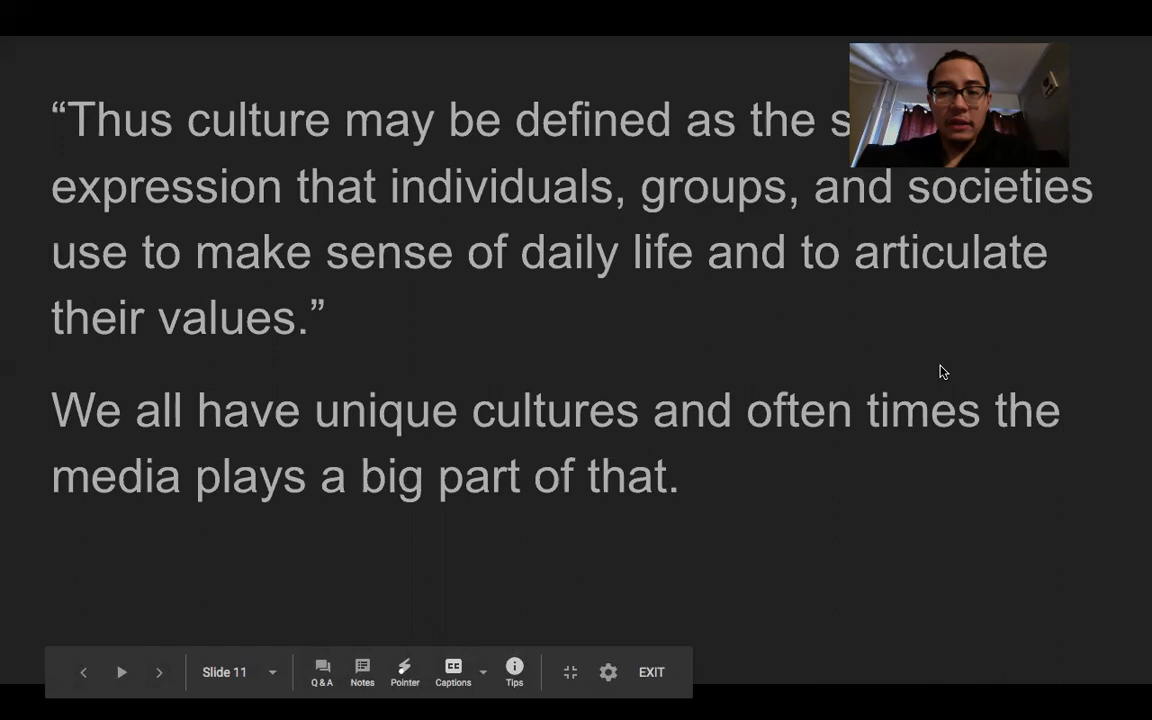 “Thus culture may be defined as the
expression that individuals, groups, and societies
use to make sense of daily life and to articulate
their values.”
We all have unique cultures and often times the
media plays a big part of that.
Slide 11
Q & A
Notes
Pointer
CC
Captions
Tips
EXIT